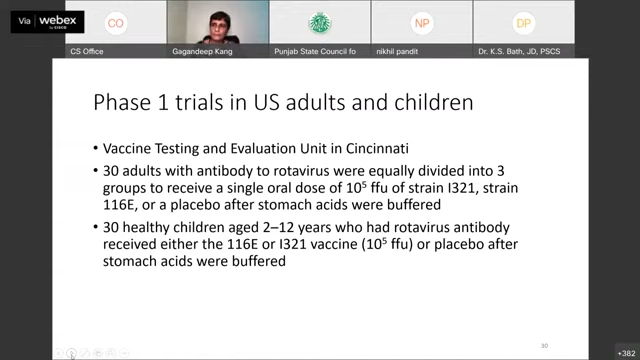 Via webex
by CISCO
CO
NP
DP
CS Office
Gagandeep Kang
Punjab State Council fo
nikhil pandit
Dr. K.S. Bath, JD, PSCS
Phase 1 trials in US adults and children
• Vaccine Testing and Evaluation Unit in Cincinnati
• 30 adults with antibody to rotavirus were equally divided into 3
groups to receive a single oral dose of 10⁵ ffu of strain I321, strain
116E, or a placebo after stomach acids were buffered
• 30 healthy children aged 2–12 years who had rotavirus antibody
received either the 116E or I321 vaccine (10⁵ ffu) or placebo after
stomach acids were buffered
30
+382